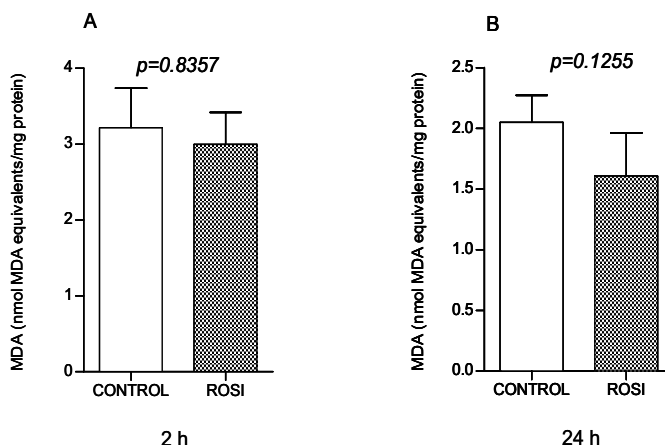 A
p=0.8357
MDA (nmol MDA equivalents/mg protein)
4
3
2
1
0
CONTROL ROSI
2 h
B
p=0.1255
MDA (nmol MDA equivalents/mg protein)
2.5
2.0
1.5
1.0
0.5
0.0
CONTROL ROSI
24 h